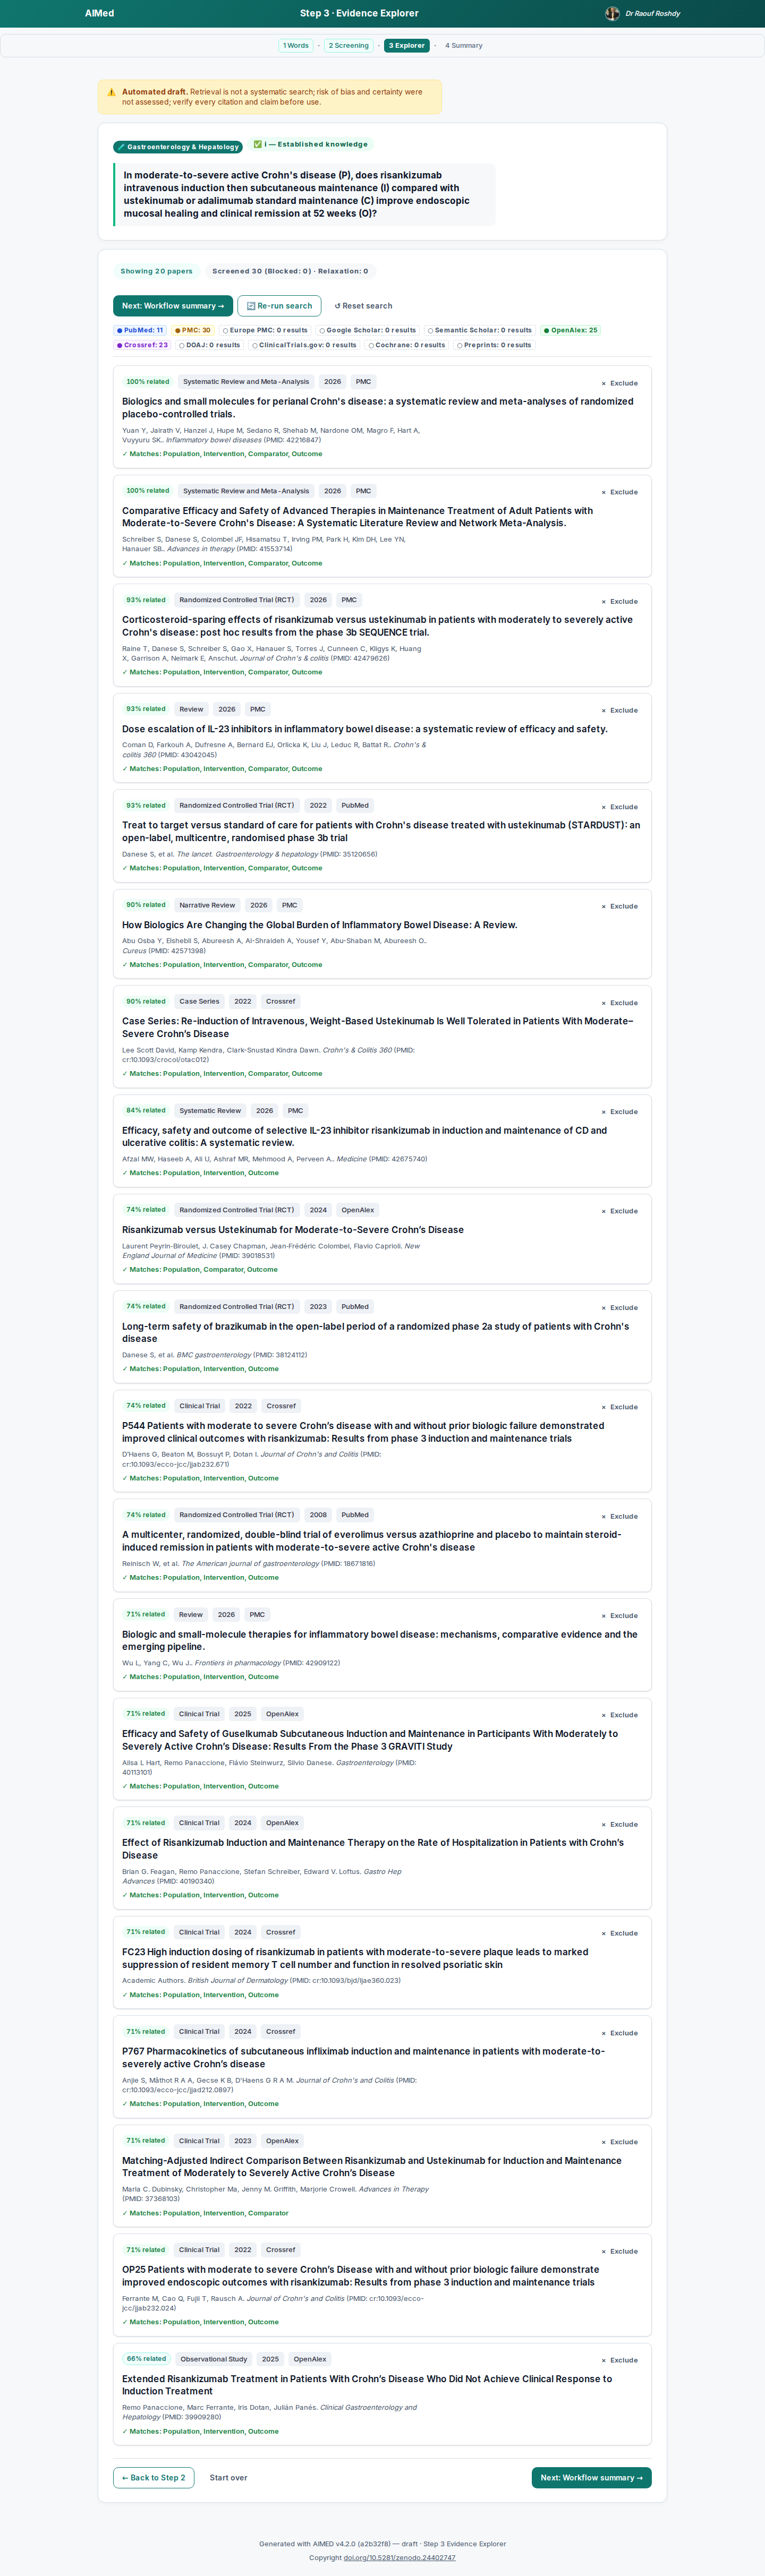 AIMed
Step 3 · Evidence Explorer
Dr Raouf Roshdy
1 Words · 2 Screening · 3 Explorer · 4 Summary
⚠️ Automated draft. Retrieval is not a systematic search; risk of bias and certainty were
not assessed; verify every citation and claim before use.
🧪 Gastroenterology & Hepatology ✅ i — Established knowledge
In moderate-to-severe active Crohn's disease (P), does risankizumab
intravenous induction then subcutaneous maintenance (I) compared with
ustekinumab or adalimumab standard maintenance (C) improve endoscopic
mucosal healing and clinical remission at 52 weeks (O)?
Showing 20 papers Screened 30 (Blocked: 0) · Relaxation: 0
Next: Workflow summary → 🔄 Re-run search ↺ Reset search
PubMed: 11 PMC: 30 Europe PMC: 0 results Google Scholar: 0 results Semantic Scholar: 0 results OpenAlex: 25
Crossref: 23 DOAJ: 0 results ClinicalTrials.gov: 0 results Cochrane: 0 results Preprints: 0 results
100% related Systematic Review and Meta-Analysis 2026 PMC × Exclude
Biologics and small molecules for perianal Crohn's disease: a systematic review and meta-analyses of randomized
placebo-controlled trials.
Yuan Y, Jairath V, Hanzel J, Hupe M, Sedano R, Shehab M, Nardone OM, Magro F, Hart A,
Vuyyuru SK.. Inflammatory bowel diseases (PMID: 42216847)
✓ Matches: Population, Intervention, Comparator, Outcome
100% related Systematic Review and Meta-Analysis 2026 PMC × Exclude
Comparative Efficacy and Safety of Advanced Therapies in Maintenance Treatment of Adult Patients with
Moderate-to-Severe Crohn's Disease: A Systematic Literature Review and Network Meta-Analysis.
Schreiber S, Danese S, Colombel JF, Hisamatsu T, Irving PM, Park H, Kim DH, Lee YN,
Hanauer SB.. Advances in therapy (PMID: 41553714)
✓ Matches: Population, Intervention, Comparator, Outcome
93% related Randomized Controlled Trial (RCT) 2026 PMC × Exclude
Corticosteroid-sparing effects of risankizumab versus ustekinumab in patients with moderately to severely active
Crohn's disease: post hoc results from the phase 3b SEQUENCE trial.
Raine T, Danese S, Schreiber S, Gao X, Hanauer S, Torres J, Cunneen C, Kligys K, Huang
X, Garrison A, Neimark E, Anschut. Journal of Crohn's & colitis (PMID: 42479626)
✓ Matches: Population, Intervention, Comparator, Outcome
93% related Review 2026 PMC × Exclude
Dose escalation of IL-23 inhibitors in inflammatory bowel disease: a systematic review of efficacy and safety.
Coman D, Farkouh A, Dufresne A, Bernard EJ, Orlicka K, Liu J, Leduc R, Battat R.. Crohn's &
colitis 360 (PMID: 43042045)
✓ Matches: Population, Intervention, Comparator, Outcome
93% related Randomized Controlled Trial (RCT) 2022 PubMed × Exclude
Treat to target versus standard of care for patients with Crohn's disease treated with ustekinumab (STARDUST): an
open-label, multicentre, randomised phase 3b trial
Danese S, et al. The lancet. Gastroenterology & hepatology (PMID: 35120656)
✓ Matches: Population, Intervention, Comparator, Outcome
90% related Narrative Review 2026 PMC × Exclude
How Biologics Are Changing the Global Burden of Inflammatory Bowel Disease: A Review.
Abu Osba Y, Elshebli S, Abureesh A, Al-Shraideh A, Yousef Y, Abu-Shaban M, Abureesh O..
Cureus (PMID: 42571398)
✓ Matches: Population, Intervention, Comparator, Outcome
90% related Case Series 2022 Crossref × Exclude
Case Series: Re-induction of Intravenous, Weight-Based Ustekinumab Is Well Tolerated in Patients With Moderate–
Severe Crohn’s Disease
Lee Scott David, Kamp Kendra, Clark-Snustad Kindra Dawn. Crohn's & Colitis 360 (PMID:
cr:10.1093/crocol/otac012)
✓ Matches: Population, Intervention, Comparator, Outcome
84% related Systematic Review 2026 PMC × Exclude
Efficacy, safety and outcome of selective IL-23 inhibitor risankizumab in induction and maintenance of CD and
ulcerative colitis: A systematic review.
Afzal MW, Haseeb A, Ali U, Ashraf MR, Mehmood A, Perveen A.. Medicine (PMID: 42675740)
✓ Matches: Population, Intervention, Outcome
74% related Randomized Controlled Trial (RCT) 2024 OpenAlex × Exclude
Risankizumab versus Ustekinumab for Moderate-to-Severe Crohn’s Disease
Laurent Peyrin‐Biroulet, J. Casey Chapman, Jean‐Frédéric Colombel, Flavio Caprioli. New
England Journal of Medicine (PMID: 39018531)
✓ Matches: Population, Comparator, Outcome
74% related Randomized Controlled Trial (RCT) 2023 PubMed × Exclude
Long-term safety of brazikumab in the open-label period of a randomized phase 2a study of patients with Crohn's
disease
Danese S, et al. BMC gastroenterology (PMID: 38124112)
✓ Matches: Population, Intervention, Outcome
74% related Clinical Trial 2022 Crossref × Exclude
P544 Patients with moderate to severe Crohn’s disease with and without prior biologic failure demonstrated
improved clinical outcomes with risankizumab: Results from phase 3 induction and maintenance trials
D’Haens G, Beaton M, Bossuyt P, Dotan I. Journal of Crohn's and Colitis (PMID:
cr:10.1093/ecco-jcc/jjab232.671)
✓ Matches: Population, Intervention, Outcome
74% related Randomized Controlled Trial (RCT) 2008 PubMed × Exclude
A multicenter, randomized, double-blind trial of everolimus versus azathioprine and placebo to maintain steroid-
induced remission in patients with moderate-to-severe active Crohn's disease
Reinisch W, et al. The American journal of gastroenterology (PMID: 18671816)
✓ Matches: Population, Intervention, Outcome
71% related Review 2026 PMC × Exclude
Biologic and small-molecule therapies for inflammatory bowel disease: mechanisms, comparative evidence and the
emerging pipeline.
Wu L, Yang C, Wu J.. Frontiers in pharmacology (PMID: 42909122)
✓ Matches: Population, Intervention, Outcome
71% related Clinical Trial 2025 OpenAlex × Exclude
Efficacy and Safety of Guselkumab Subcutaneous Induction and Maintenance in Participants With Moderately to
Severely Active Crohn’s Disease: Results From the Phase 3 GRAVITI Study
Ailsa L Hart, Remo Panaccione, Flávio Steinwurz, Silvio Danese. Gastroenterology (PMID:
40113101)
✓ Matches: Population, Intervention, Outcome
71% related Clinical Trial 2024 OpenAlex × Exclude
Effect of Risankizumab Induction and Maintenance Therapy on the Rate of Hospitalization in Patients with Crohn’s
Disease
Brian G. Feagan, Remo Panaccione, Stefan Schreiber, Edward V. Loftus. Gastro Hep
Advances (PMID: 40190340)
✓ Matches: Population, Intervention, Outcome
71% related Clinical Trial 2024 Crossref × Exclude
FC23 High induction dosing of risankizumab in patients with moderate-to-severe plaque leads to marked
suppression of resident memory T cell number and function in resolved psoriatic skin
Academic Authors. British Journal of Dermatology (PMID: cr:10.1093/bjd/ljae360.023)
✓ Matches: Population, Intervention, Outcome
71% related Clinical Trial 2024 Crossref × Exclude
P767 Pharmacokinetics of subcutaneous infliximab induction and maintenance in patients with moderate-to-
severely active Crohn’s disease
Anjie S, Mâthot R A A, Gecse K B, D'Haens G R A M. Journal of Crohn's and Colitis (PMID:
cr:10.1093/ecco-jcc/jjad212.0897)
✓ Matches: Population, Intervention, Outcome
71% related Clinical Trial 2023 OpenAlex × Exclude
Matching-Adjusted Indirect Comparison Between Risankizumab and Ustekinumab for Induction and Maintenance
Treatment of Moderately to Severely Active Crohn’s Disease
Marla C. Dubinsky, Christopher Ma, Jenny M. Griffith, Marjorie Crowell. Advances in Therapy
(PMID: 37368103)
✓ Matches: Population, Intervention, Comparator
71% related Clinical Trial 2022 Crossref × Exclude
OP25 Patients with moderate to severe Crohn’s Disease with and without prior biologic failure demonstrate
improved endoscopic outcomes with risankizumab: Results from phase 3 induction and maintenance trials
Ferrante M, Cao Q, Fujii T, Rausch A. Journal of Crohn's and Colitis (PMID: cr:10.1093/ecco-
jcc/jjab232.024)
✓ Matches: Population, Intervention, Outcome
66% related Observational Study 2025 OpenAlex × Exclude
Extended Risankizumab Treatment in Patients With Crohn’s Disease Who Did Not Achieve Clinical Response to
Induction Treatment
Remo Panaccione, Marc Ferrante, Iris Dotan, Julián Panés. Clinical Gastroenterology and
Hepatology (PMID: 39909280)
✓ Matches: Population, Intervention, Outcome
← Back to Step 2 Start over Next: Workflow summary →
Generated with AIMED v4.2.0 (a2b32f8) — draft · Step 3 Evidence Explorer
Copyright doi.org/10.5281/zenodo.24402747